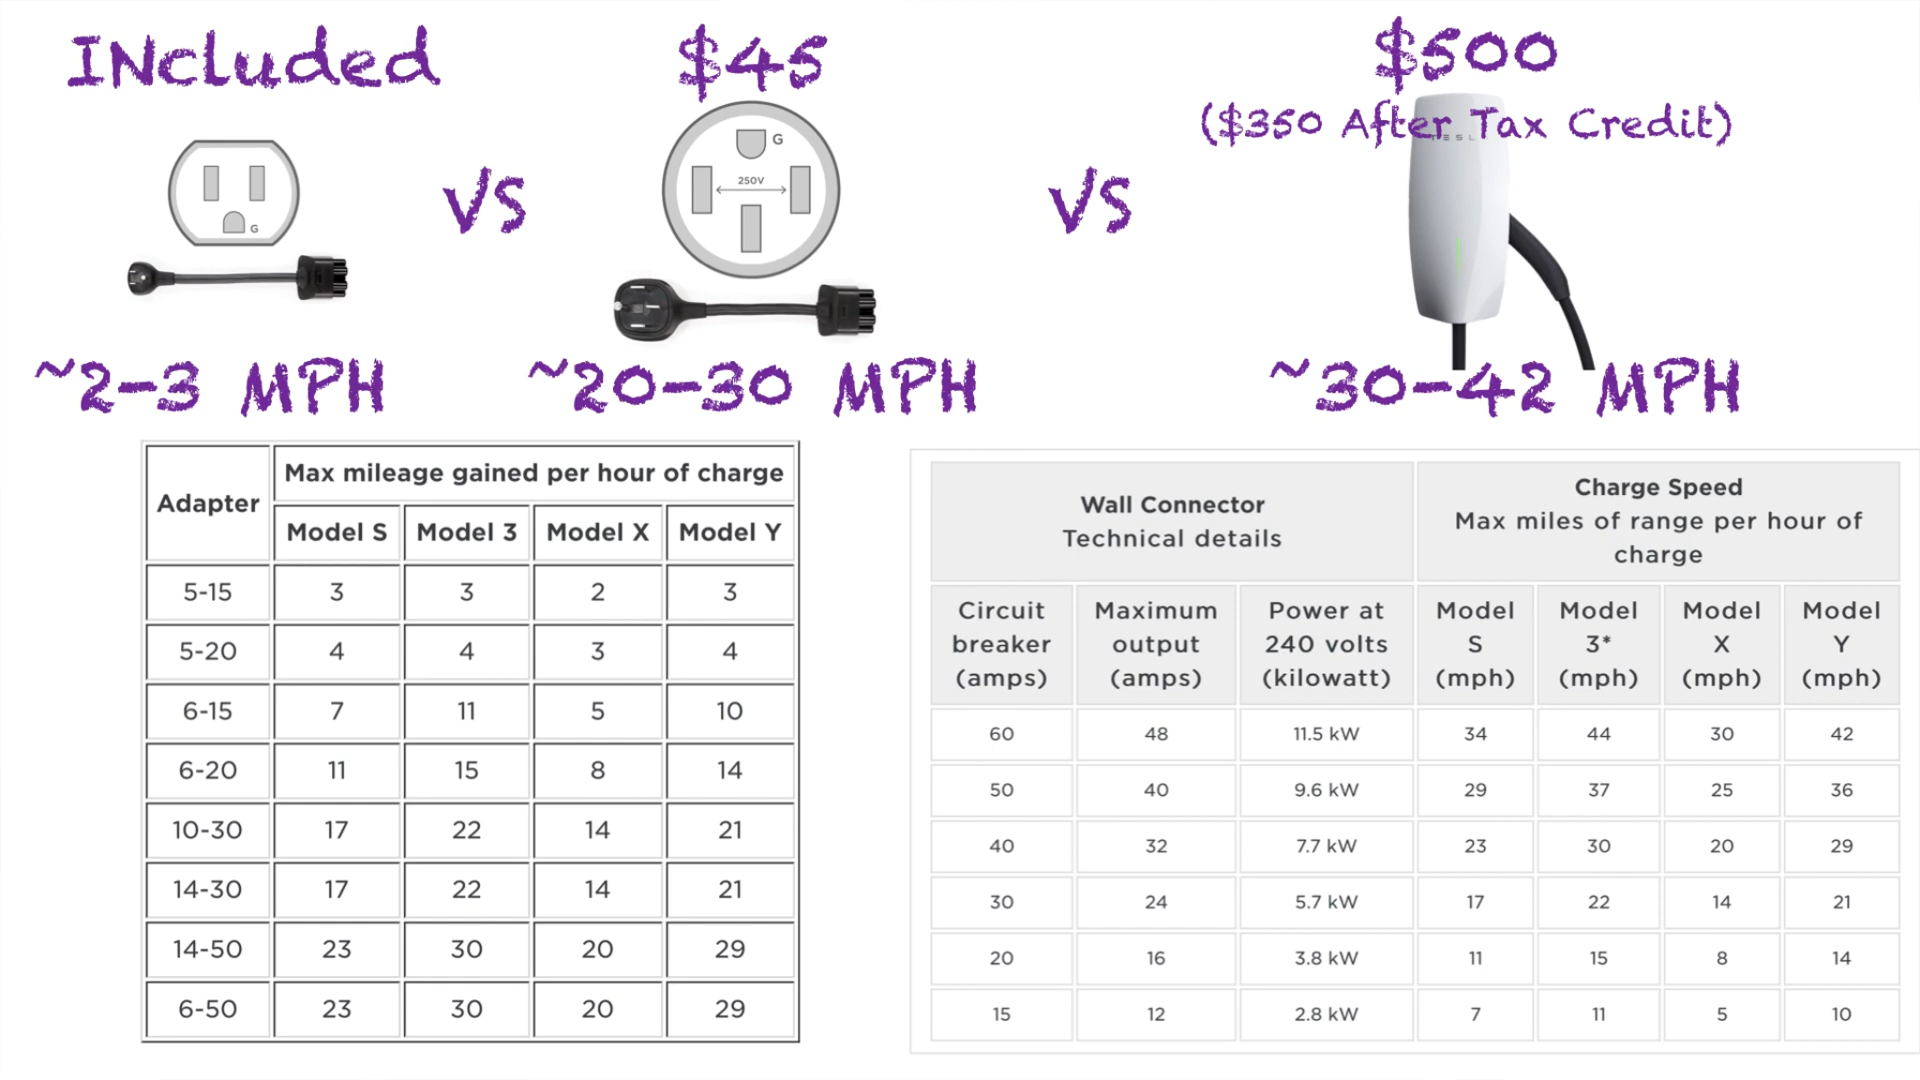 INcluded
$45
$500
($350 After Tax Credit)
TESL
G
G
250V
VS
VS
~2-3 MPH
~20-30 MPH
~30-42 MPH
Adapter
Max mileage gained per hour of charge
Model S Model 3 Model X Model Y
5-15 3 3 2 3
5-20 4 4 3 4
6-15 7 11 5 10
6-20 11 15 8 14
10-30 17 22 14 21
14-30 17 22 14 21
14-50 23 30 20 29
6-50 23 30 20 29
Wall Connector
Technical details
Charge Speed
Max miles of range per hour of
charge
Circuit breaker (amps) Maximum output (amps) Power at 240 volts (kilowatt) Model S (mph) Model 3* (mph) Model X (mph) Model Y (mph)
60 48 11.5 kW 34 44 30 42
50 40 9.6 kW 29 37 25 36
40 32 7.7 kW 23 30 20 29
30 24 5.7 kW 17 22 14 21
20 16 3.8 kW 11 15 8 14
15 12 2.8 kW 7 11 5 10